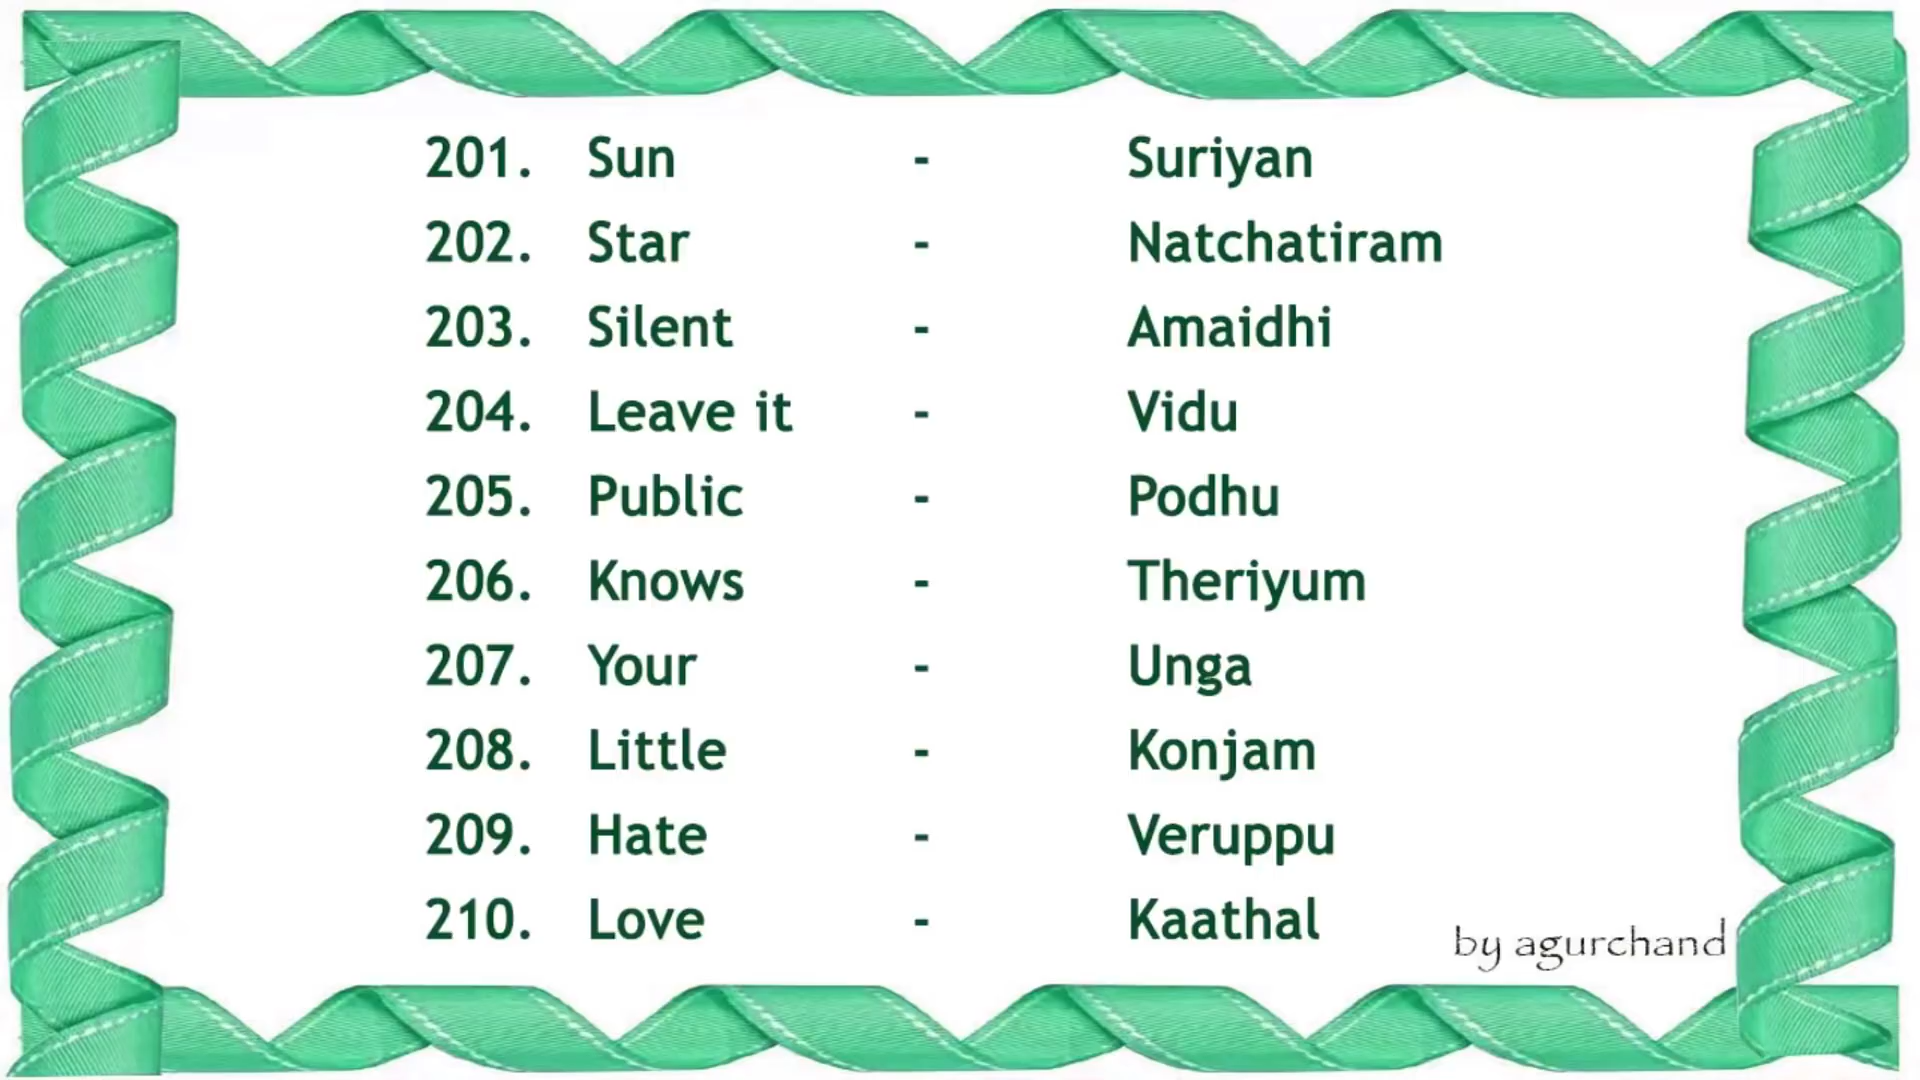 201. Sun - Suriyan
202. Star - Natchatiram
203. Silent - Amaidhi
204. Leave it - Vidu
205. Public - Podhu
206. Knows - Theriyum
207. Your - Unga
208. Little - Konjam
209. Hate - Veruppu
210. Love - Kaathal
by agurchand